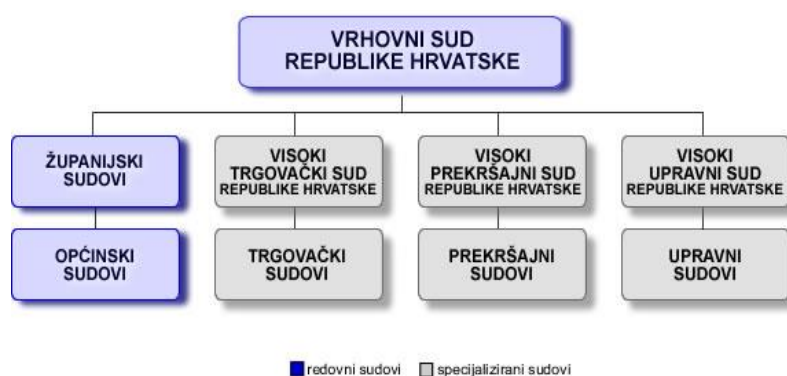 VRHOVNI SUD
REPUBLIKE HRVATSKE
ŽUPANIJSKI
SUDOVI
VISOKI
TRGOVAČKI SUD
REPUBLIKE HRVATSKE
VISOKI
PREKRŠAJNI SUD
REPUBLIKE HRVATSKE
VISOKI
UPRAVNI SUD
REPUBLIKE HRVATSKE
OPĆINSKI
SUDOVI
TRGOVAČKI
SUDOVI
PREKRŠAJNI
SUDOVI
UPRAVNI
SUDOVI
redovni sudovi
specijalizirani sudovi